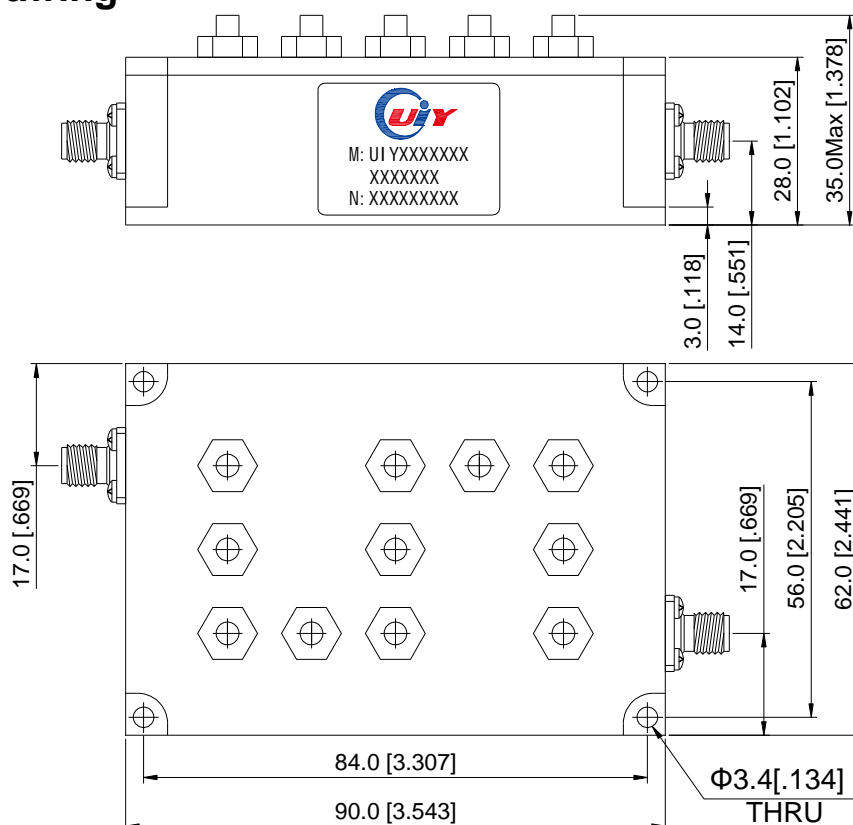 UiY
M: UIYXXXXXXX
XXXXXXX
N: XXXXXXXXX
3.0 [.118]
14.0 [.551]
28.0 [1.102]
35.0Max [1.378]
17.0 [.669]
17.0 [.669]
56.0 [2.205]
62.0 [2.441]
84.0 [3.307]
90.0 [3.543]
Φ3.4[.134]
THRU